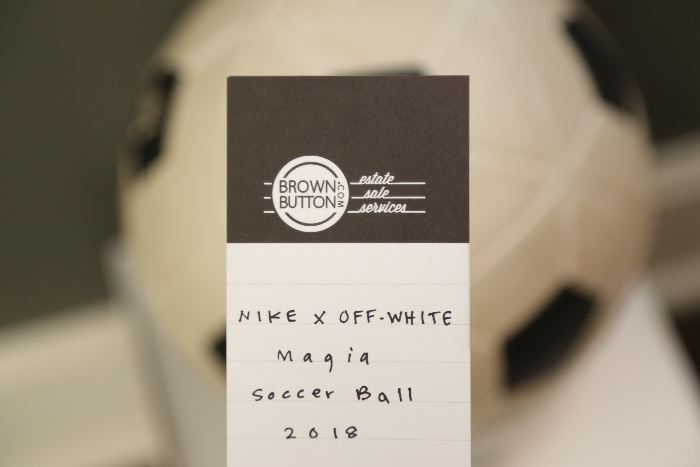 BROWN
BUTTON
.COM
estate
sale
services
NIKE X OFF-WHITE
Magia
Soccer Ball
2018